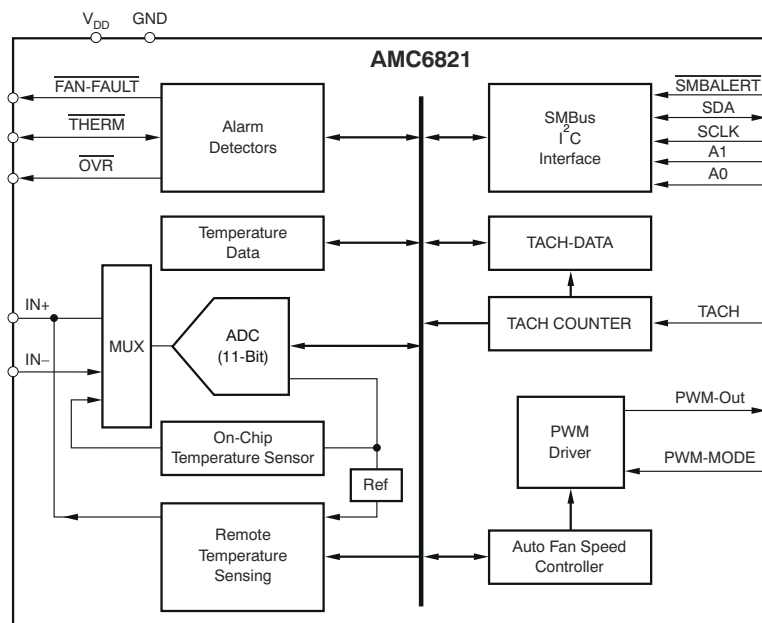 VDD GND
AMC6821
FAN-FAULT
THERM
OVR
Alarm
Detectors
SMBus
I2C
Interface
SMBALERT
SDA
SCLK
A1
A0
Temperature
Data
TACH-DATA
IN+
IN–
MUX
ADC
(11-Bit)
TACH COUNTER
TACH
On-Chip
Temperature Sensor
Ref
PWM
Driver
PWM-Out
PWM-MODE
Remote
Temperature
Sensing
Auto Fan Speed
Controller